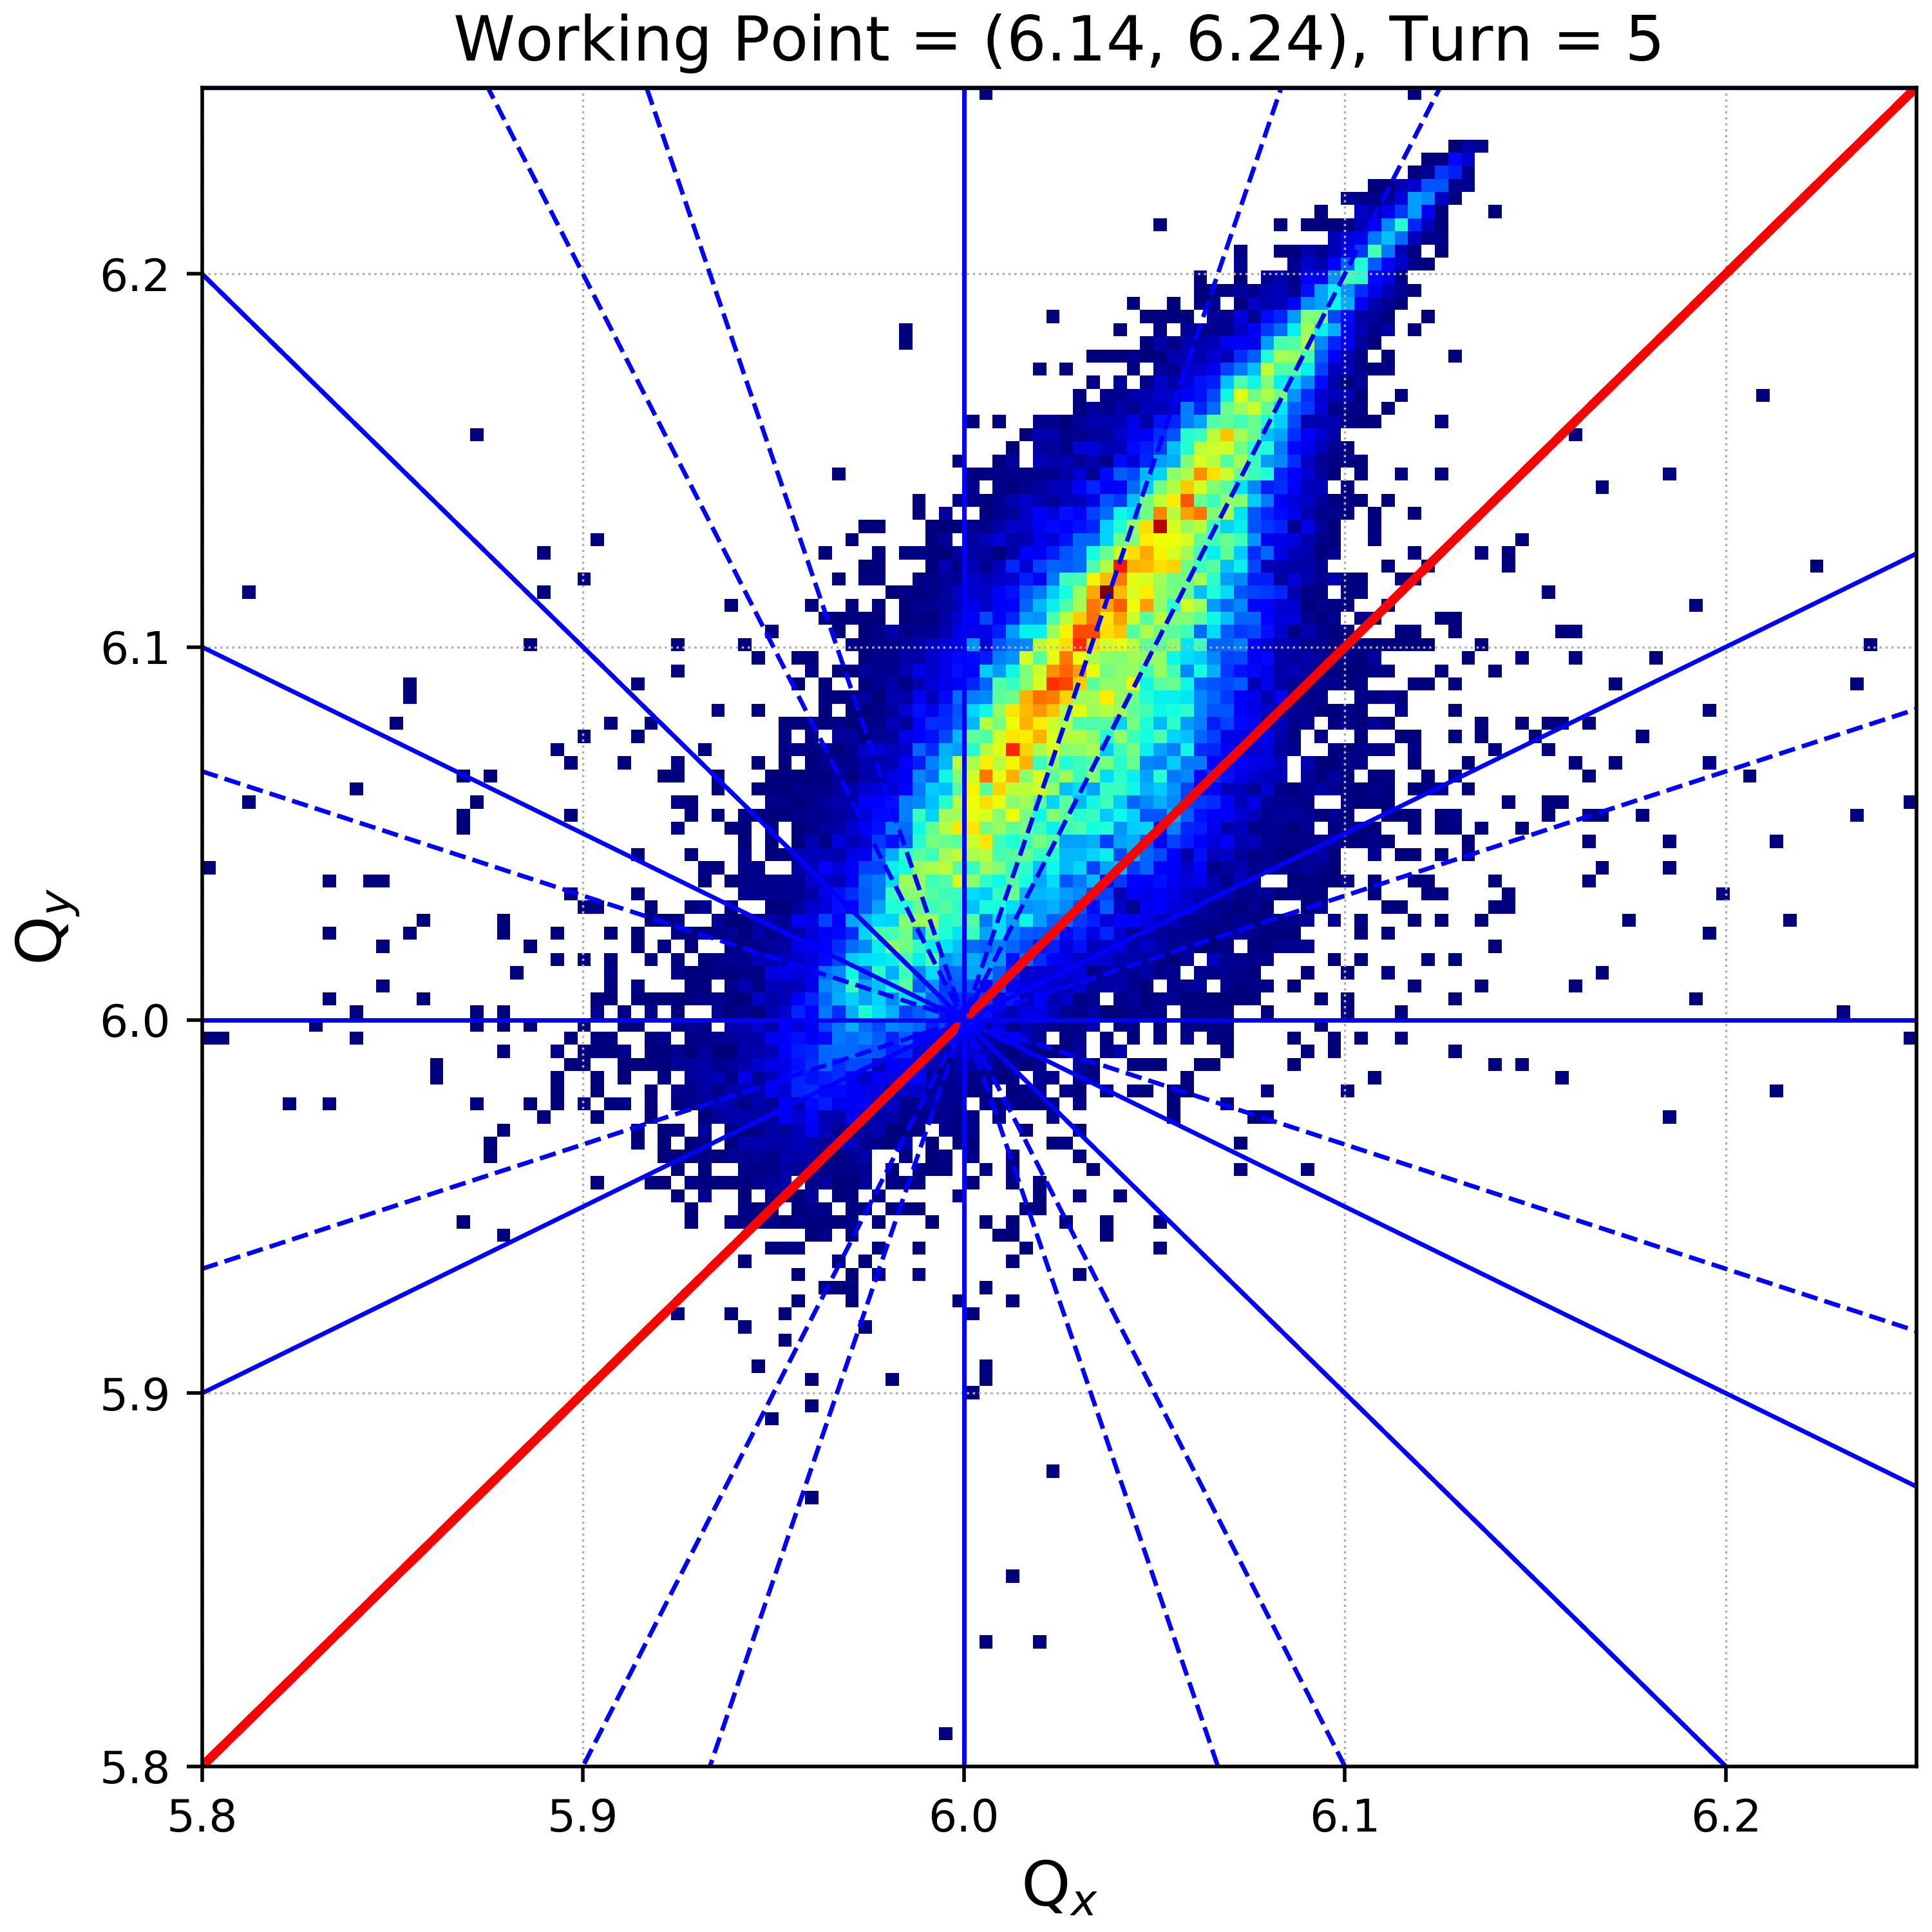 Working Point = (6.14, 6.24), Turn = 5
6.2
6.1
6.0
5.9
5.8
Qy
5.8 5.9 6.0 6.1 6.2
Qx